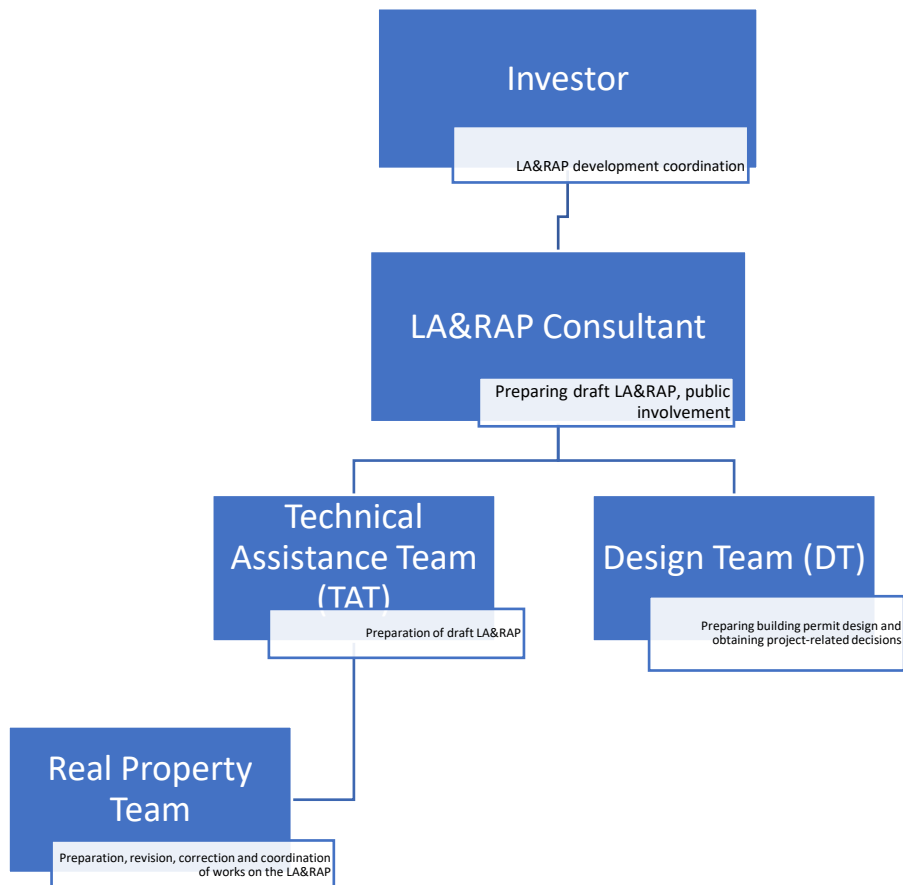 Investor
LA&RAP development coordination
LA&RAP Consultant
Preparing draft LA&RAP, public
involvement
Technical
Assistance Team
(TAT)
Preparation of draft LA&RAP
Design Team (DT)
Preparing building permit design and
obtaining project-related decisions
Real Property
Team
Preparation, revision, correction and coordination
of works on the LA&RAP